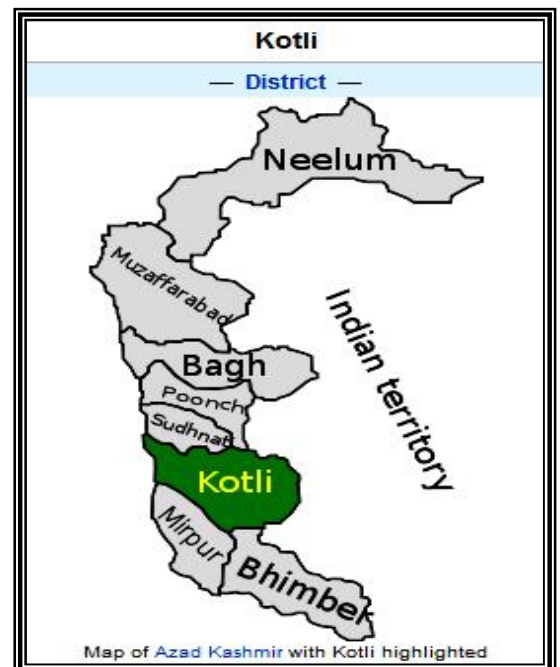 Kotli
— District —
Neelum
Muzaffarabad
Indian territory
Bagh
Poonch
Sudhnati
Kotli
Mirpur
Bhimber
Map of Azad Kashmir with Kotli highlighted